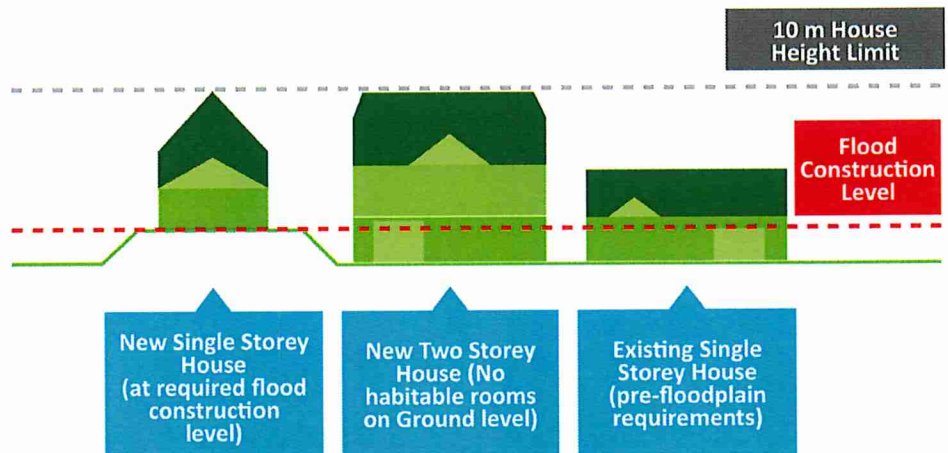 10 m House
Height Limit
Flood
Construction
Level
New Single Storey
House
(at required flood
construction
level)
New Two Storey
House (No
habitable rooms
on Ground level)
Existing Single
Storey House
(pre-floodplain
requirements)